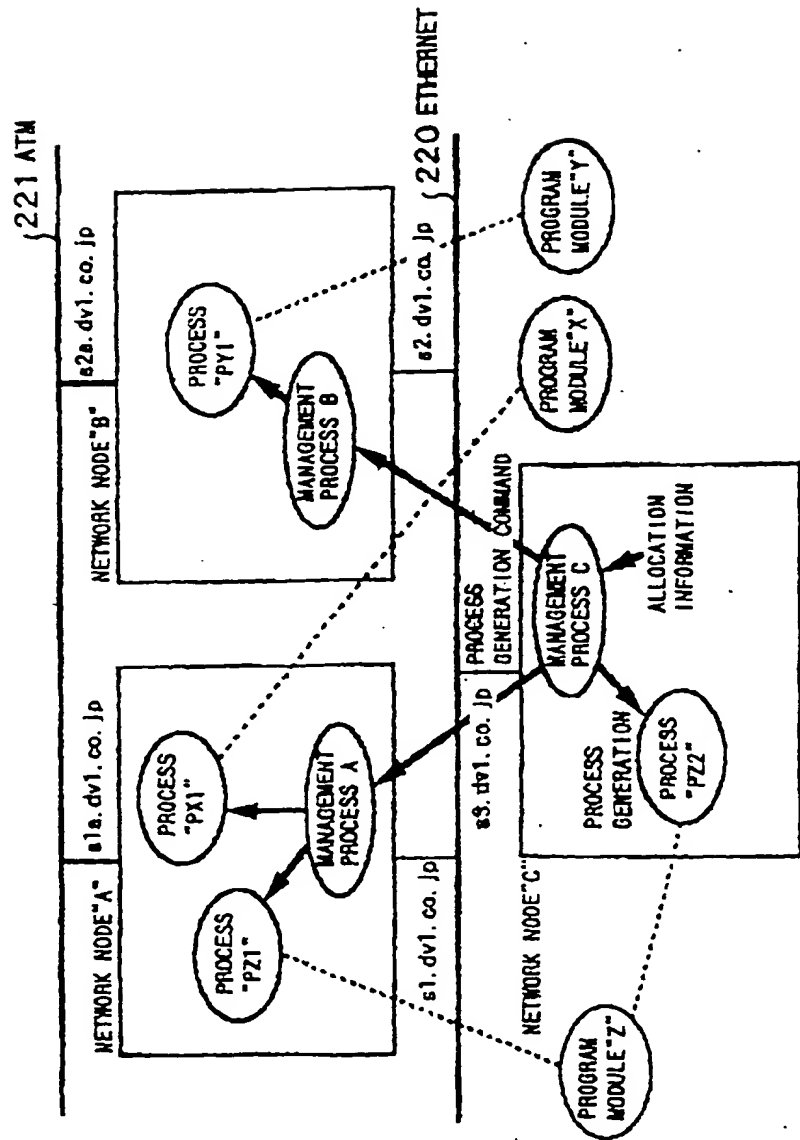 221 ATM
s1a.dv1.co.jp
s2a.dv1.co.jp
NETWORK NODE"A"
NETWORK NODE"B"
PROCESS
"PZ1"
PROCESS
"PX1"
MANAGEMENT
PROCESS A
PROCESS
"PY1"
MANAGEMENT
PROCESS B
s1.dv1.co.jp
s2.dv1.co.jp
220 ETHERNET
s3.dv1.co.jp
PROCESS
GENERATION COMMAND
NETWORK NODE"C"
MANAGEMENT
PROCESS C
PROCESS
GENERATION
PROCESS
"PZ2"
ALLOCATION
INFORMATION
PROGRAM
MODULE"Z"
PROGRAM
MODULE"X"
PROGRAM
MODULE"Y"